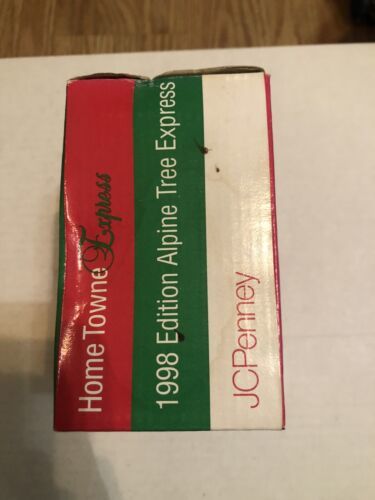 Home Towne Express
1998 Edition Alpine Tree Express
JCPenney